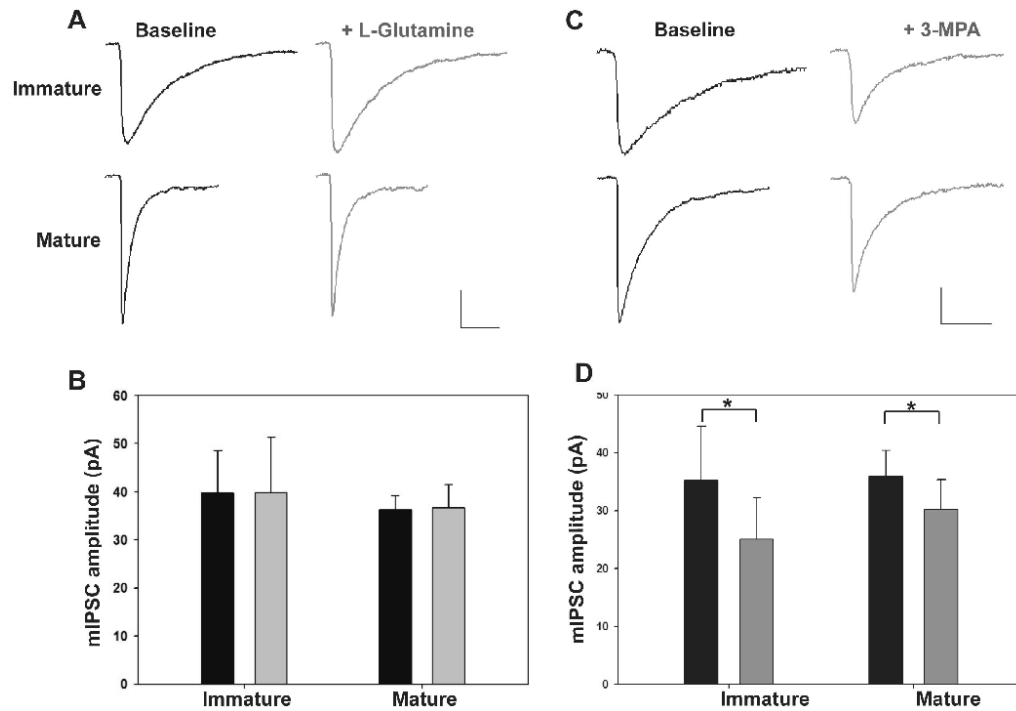 A
Baseline
+ L-Glutamine
Immature
Mature
C
Baseline
+ 3-MPA
B
mIPSC amplitude (pA)
60
50
40
30
20
10
0
Immature
Mature
D
mIPSC amplitude (pA)
50
40
30
20
10
0
*
*
Immature
Mature